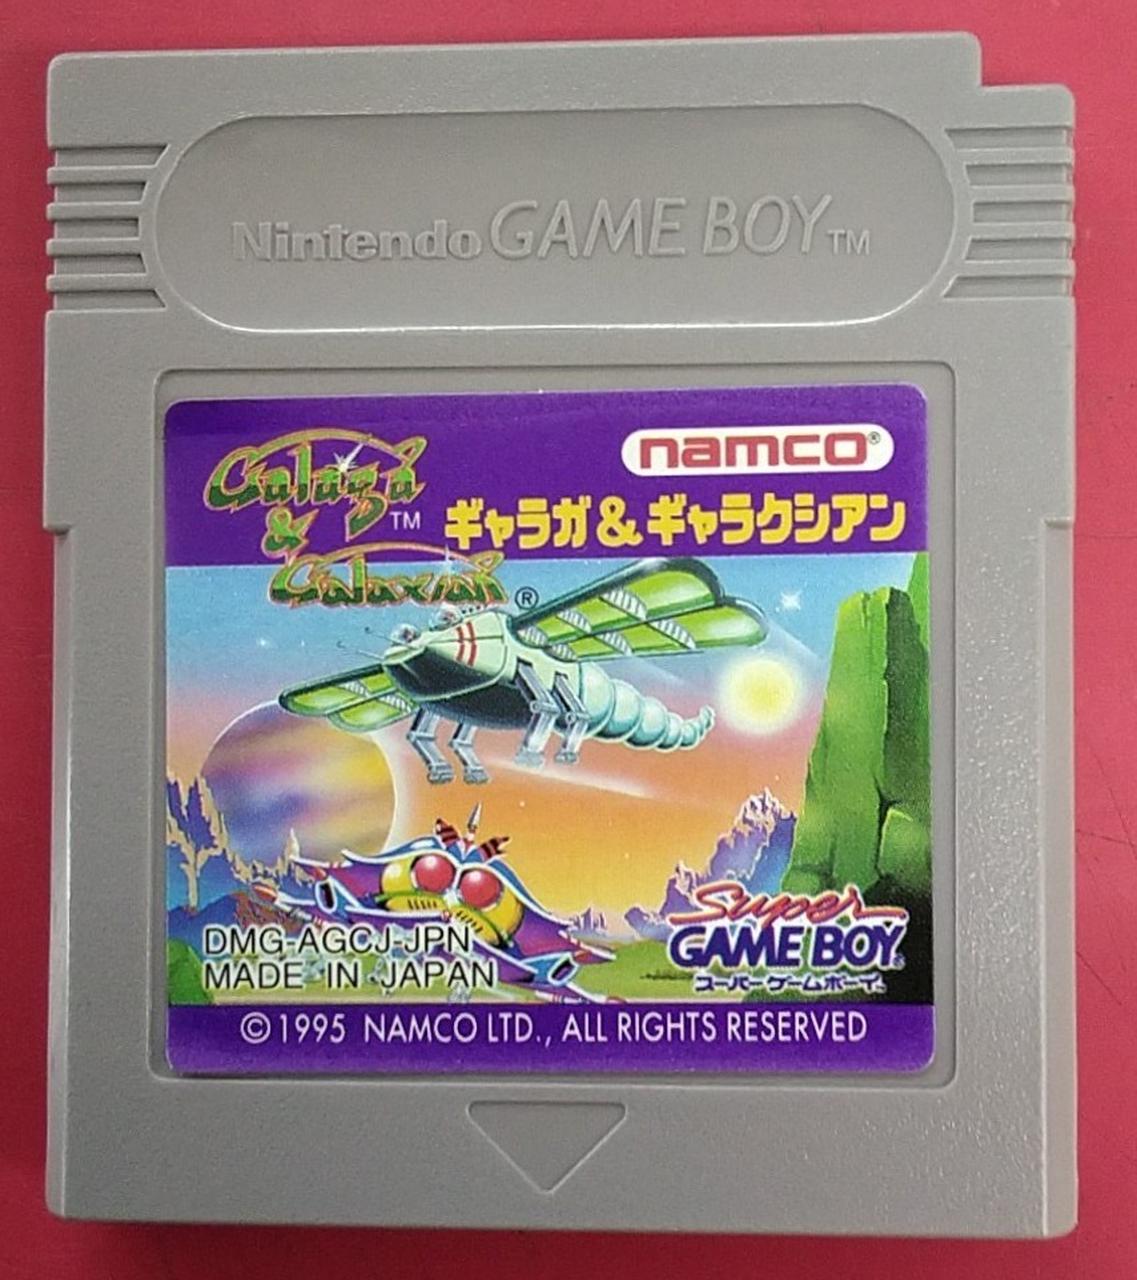 Nintendo GAME BOY™
namco®
Galaga
& ™
ギャラガ&ギャラクシアン
Galaxian ®
DMG-AGCJ-JPN
MADE IN JAPAN
Super
GAME BOY®
スーパーゲームボーイ
©1995 NAMCO LTD., ALL RIGHTS RESERVED